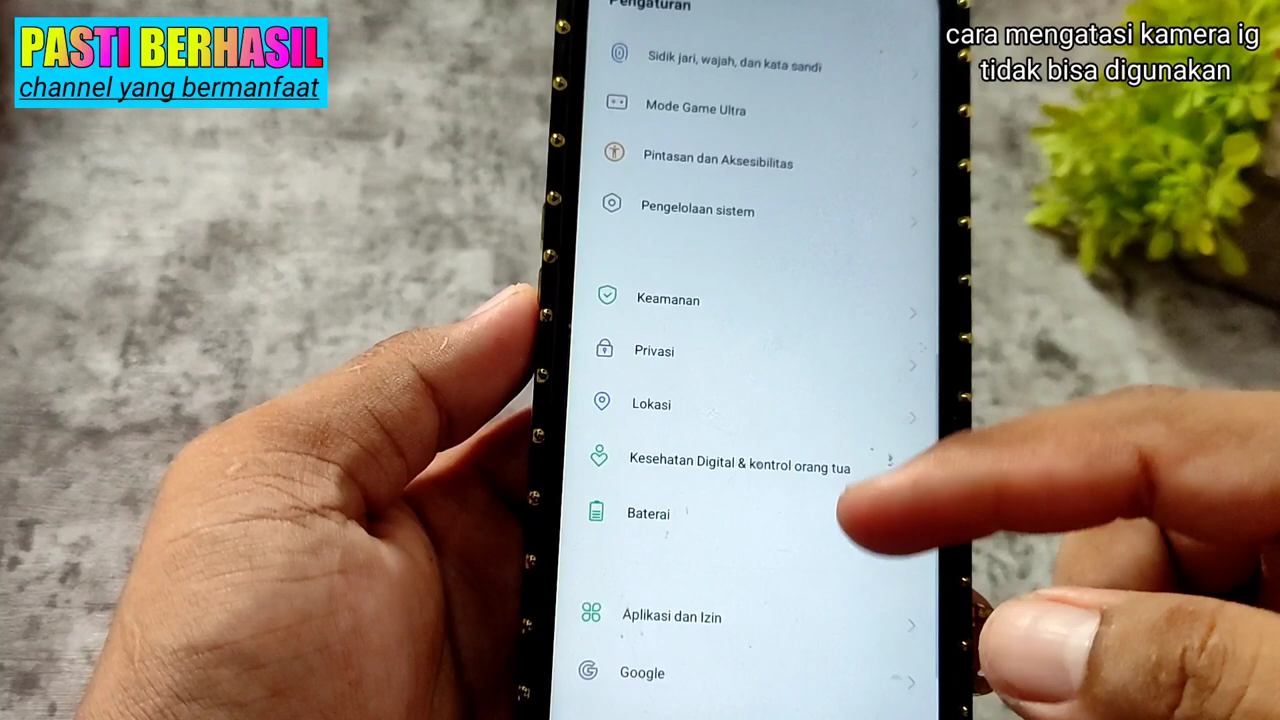 PASTI BERHASIL
channel yang bermanfaat
cara mengatasi kamera ig
tidak bisa digunakan
Pengaturan
Sidik jari, wajah, dan kata sandi
Mode Game Ultra
Pintasan dan Aksesibilitas
Pengelolaan sistem
Keamanan
Privasi
Lokasi
Kesehatan Digital & kontrol orang tua
Baterai
Aplikasi dan Izin
Google